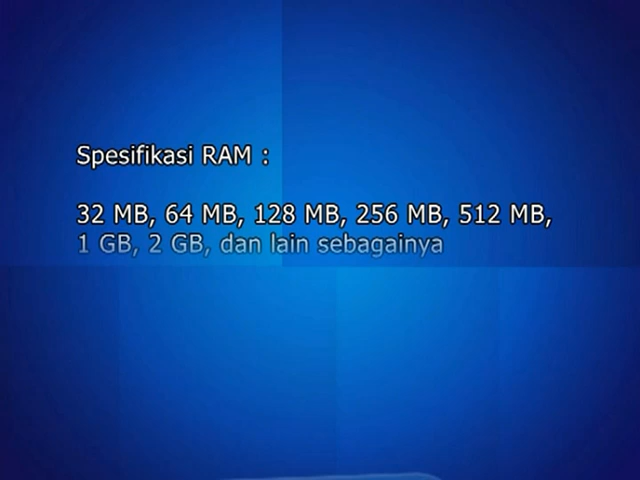 Spesifikasi RAM :
32 MB, 64 MB, 128 MB, 256 MB, 512 MB,
1 GB, 2 GB, dan lain sebagainya